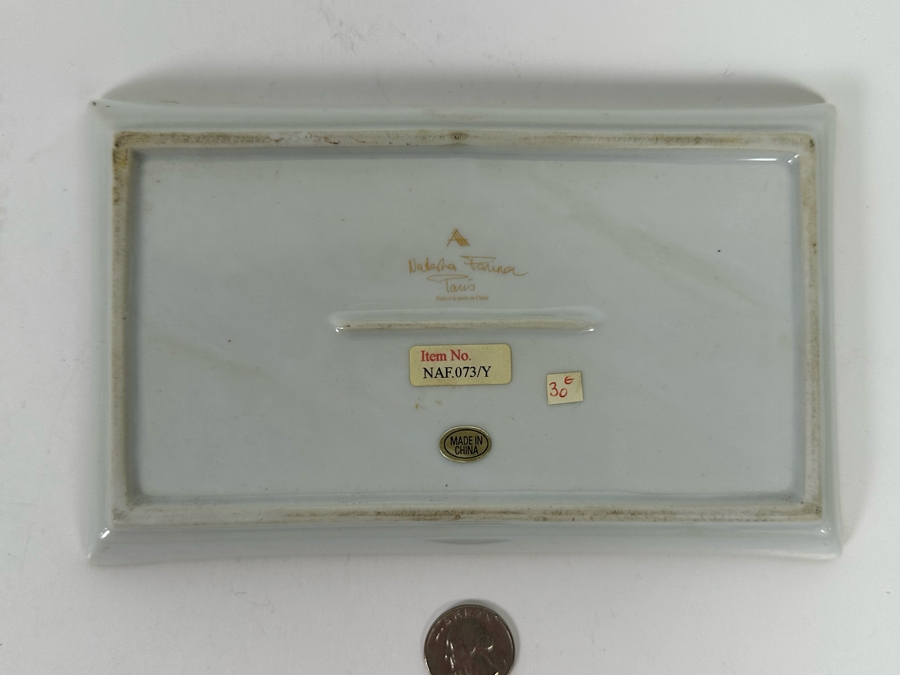 Natasha Farina
Paris
Item No.
NAF.073/Y
30€
MADE IN
CHINA